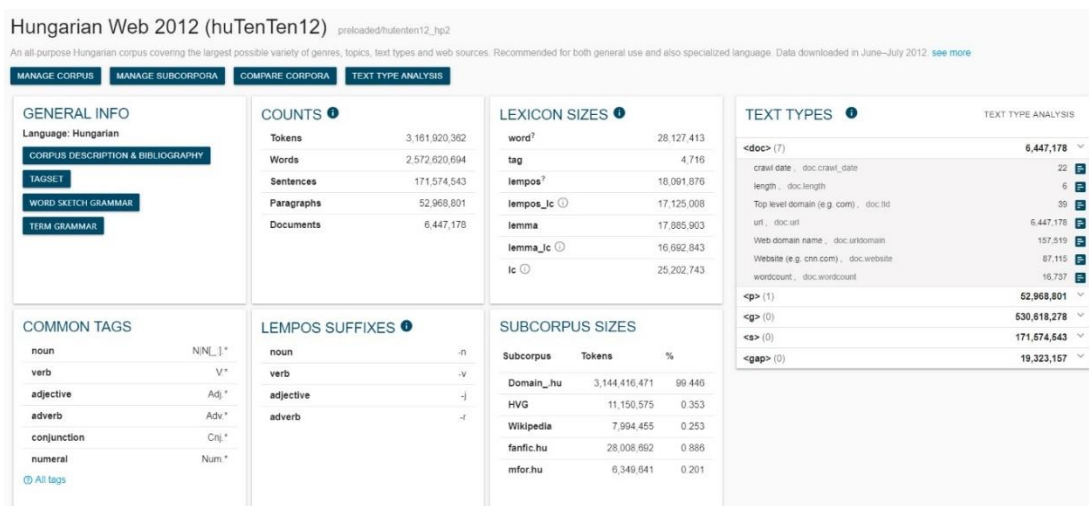 Hungarian Web 2012 (huTenTen12) preloaded/hutenten12_hp2
An all-purpose Hungarian corpus covering the largest possible variety of genres, topics, text types and web sources. Recommended for both general use and also specialized language. Data downloaded in June–July 2012. see more
MANAGE CORPUS MANAGE SUBCORPORA COMPARE CORPORA TEXT TYPE ANALYSIS
GENERAL INFO
Language: Hungarian
CORPUS DESCRIPTION & BIBLIOGRAPHY
TAGSET
WORD SKETCH GRAMMAR
TERM GRAMMAR
COUNTS
Tokens 3,161,920,362
Words 2,572,620,694
Sentences 171,574,543
Paragraphs 52,968,801
Documents 6,447,178
LEXICON SIZES
word? 28,127,413
tag 4,716
lempos? 18,091,876
lempos_lc 17,125,008
lemma 17,885,903
lemma_lc 16,692,843
lc 25,202,743
TEXT TYPES TEXT TYPE ANALYSIS
<doc> (7) 6,447,178
crawl date , doc.crawl_date 22
length , doc.length 6
Top level domain (e.g. com) , doc.tld 39
url , doc.url 6,447,178
Web domain name , doc.urldomain 157,519
Website (e.g. cnn.com) , doc.website 87,115
wordcount , doc.wordcount 16,737
<p> (1) 52,968,801
<g> (0) 530,618,278
<s> (0) 171,574,543
<gap> (0) 19,323,157
COMMON TAGS
noun N|N[_:].*
verb V.*
adjective Adj.*
adverb Adv.*
conjunction Cnj.*
numeral Num.*
All tags
LEMPOS SUFFIXES
noun -n
verb -v
adjective -j
adverb -r
SUBCORPUS SIZES
Subcorpus Tokens %
Domain_.hu 3,144,416,471 99.446
HVG 11,150,575 0.353
Wikipedia 7,994,455 0.253
fanfic.hu 28,008,692 0.886
mfor.hu 6,349,641 0.201